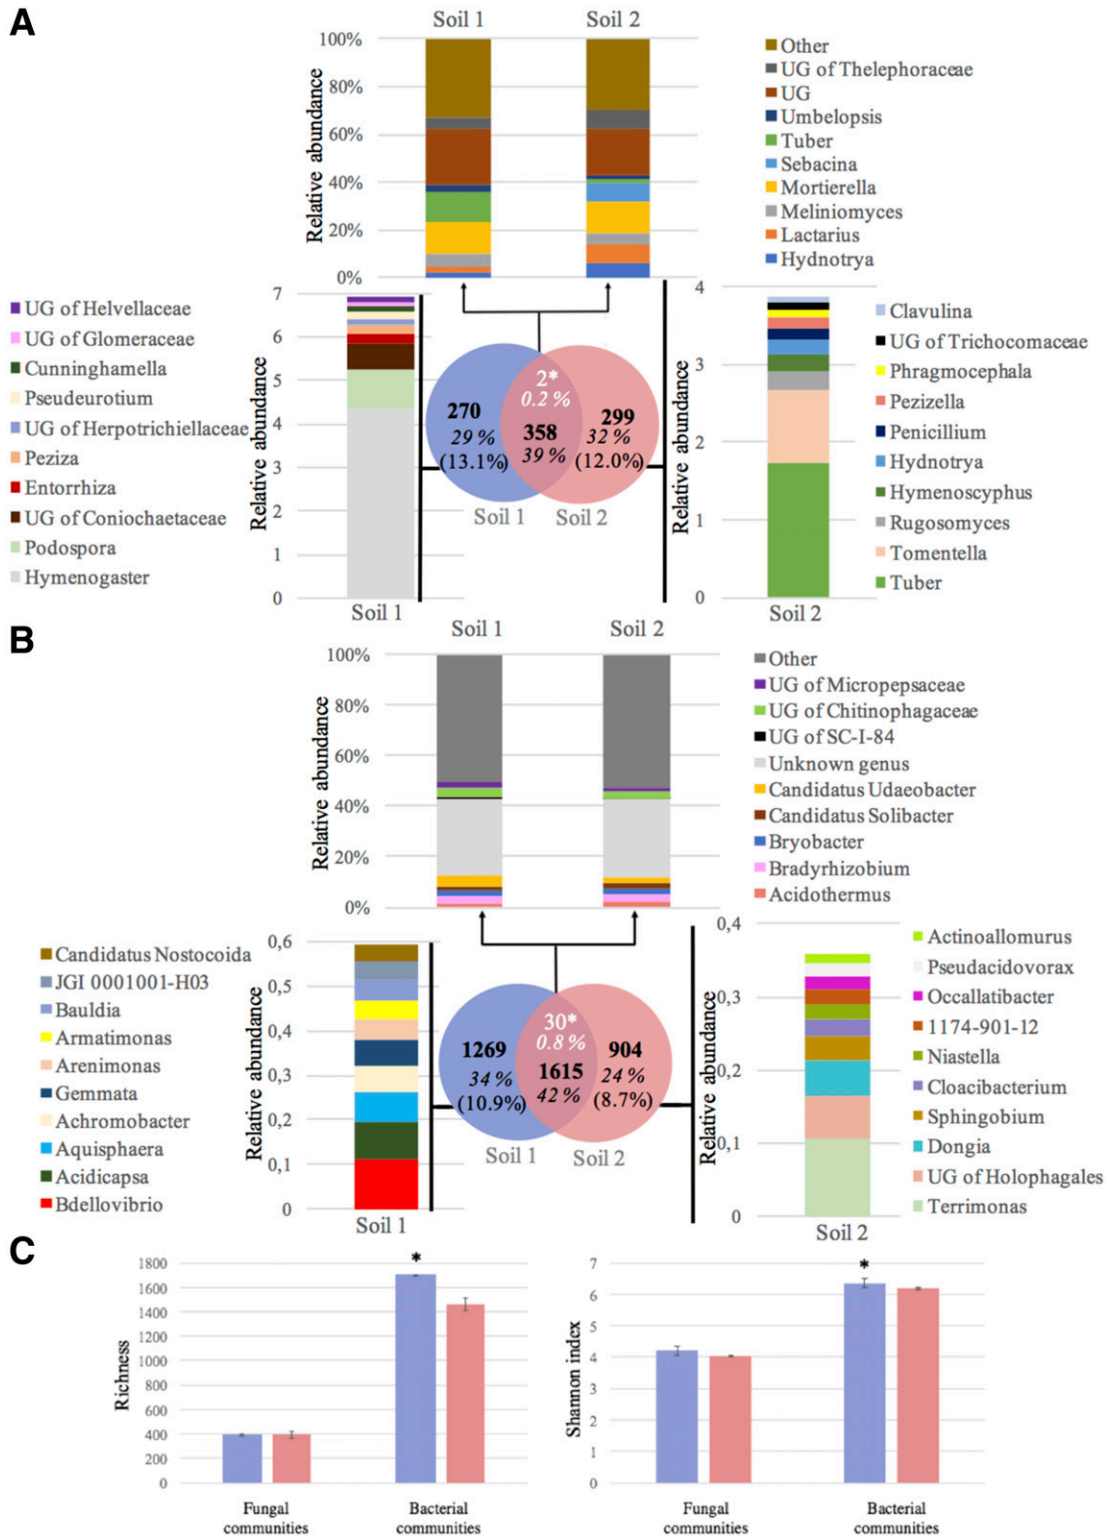 A
Soil 1 Soil 2
Relative abundance
100%
80%
60%
40%
20%
0%
Other
UG of Thelephoraceae
UG
Umbelopsis
Tuber
Sebacina
Mortierella
Meliniomyces
Lactarius
Hydnotrya
UG of Helvellaceae
UG of Glomeraceae
Cunninghamella
Pseudeurotium
UG of Herpotrichiellaceae
Peziza
Entorrhiza
UG of Coniochaetaceae
Podospora
Hymenogaster
Relative abundance
7
6
5
4
3
2
1
0
Soil 1
270
29 %
(13.1%)
2*
0.2 %
358
39 %
299
32 %
(12.0%)
Soil 1 Soil 2
Relative abundance
4
3
2
1
0
Soil 2
Clavulina
UG of Trichocomaceae
Phragmocephala
Pezizella
Penicillium
Hydnotrya
Hymenoscyphus
Rugosomyces
Tomentella
Tuber
B
Soil 1 Soil 2
Relative abundance
100%
80%
60%
40%
20%
0%
Other
UG of Micropepsaceae
UG of Chitinophagaceae
UG of SC-I-84
Unknown genus
Candidatus Udaeobacter
Candidatus Solibacter
Bryobacter
Bradyrhizobium
Acidothermus
Candidatus Nostocoida
JGI 0001001-H03
Bauldia
Armatimonas
Arenimonas
Gemmata
Achromobacter
Aquisphaera
Acidicapsa
Bdellovibrio
Relative abundance
0,6
0,5
0,4
0,3
0,2
0,1
0
Soil 1
1269
34 %
(10.9%)
30*
0.8 %
1615
42 %
904
24 %
(8.7%)
Soil 1 Soil 2
Relative abundance
0,4
0,3
0,2
0,1
0
Soil 2
Actinoallomurus
Pseudacidovorax
Occallatibacter
1174-901-12
Niastella
Cloacibacterium
Sphingobium
Dongia
UG of Holophagales
Terrimonas
C
Richness
1800
1600
1400
1200
1000
800
600
400
200
0
*
Fungal
communities
Bacterial
communities
Shannon index
7
6
5
4
3
2
1
0
*
Fungal
communities
Bacterial
communities